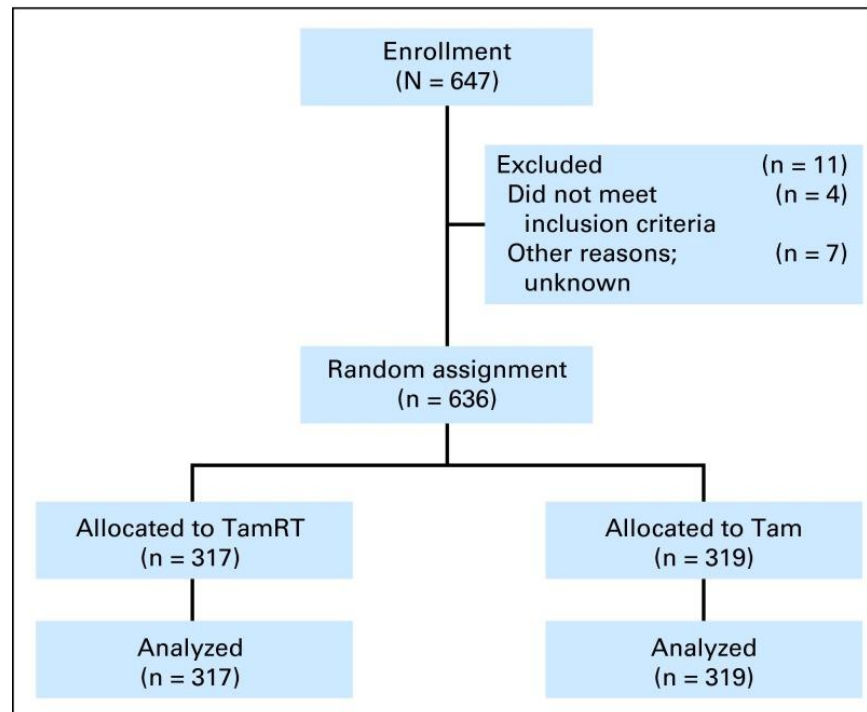 Enrollment
(N = 647)
Excluded (n = 11)
Did not meet (n = 4)
inclusion criteria
Other reasons; (n = 7)
unknown
Random assignment
(n = 636)
Allocated to TamRT
(n = 317)
Allocated to Tam
(n = 319)
Analyzed
(n = 317)
Analyzed
(n = 319)